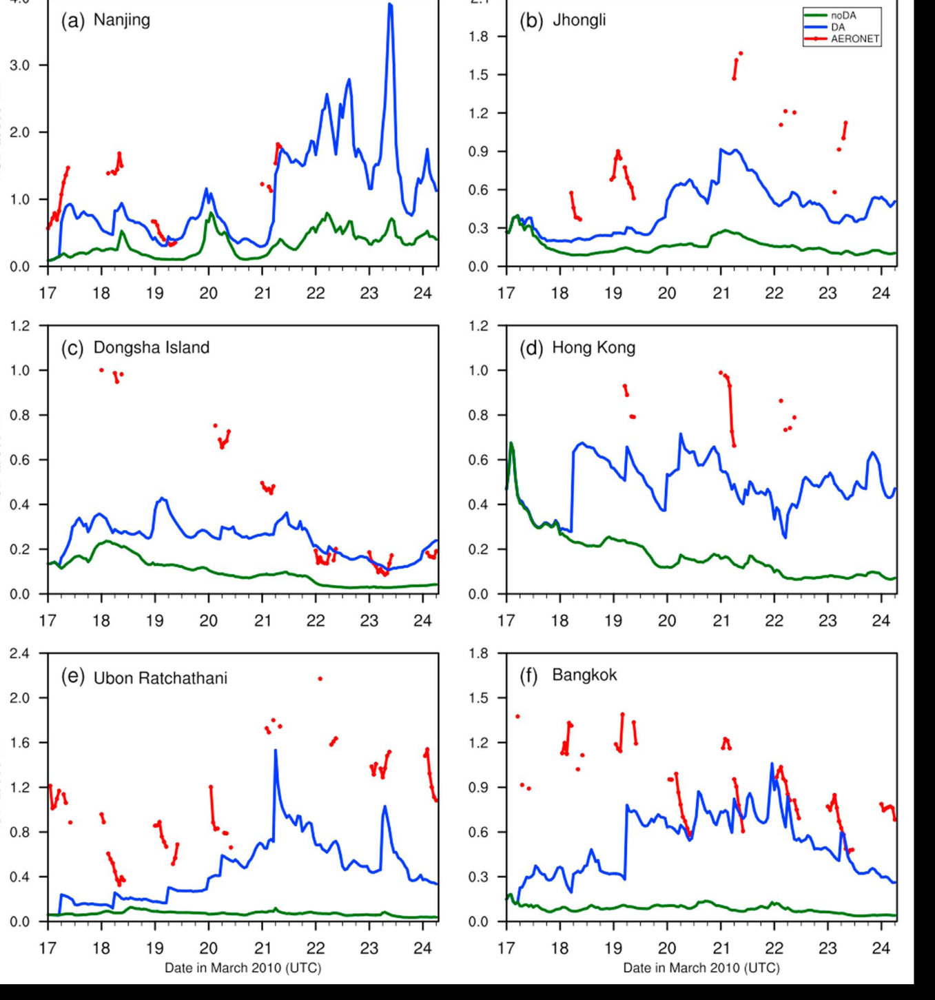 4.0
(a) Nanjing
3.0
2.0
1.0
0.0
17 18 19 20 21 22 23 24
2.1
(b) Jhongli
noDA
DA
AERONET
1.8
1.5
1.2
0.9
0.6
0.3
0.0
17 18 19 20 21 22 23 24
1.2
(c) Dongsha Island
1.0
0.8
0.6
0.4
0.2
0.0
17 18 19 20 21 22 23 24
1.2
(d) Hong Kong
1.0
0.8
0.6
0.4
0.2
0.0
17 18 19 20 21 22 23 24
2.4
(e) Ubon Ratchathani
2.0
1.6
1.2
0.8
0.4
0.0
17 18 19 20 21 22 23 24
Date in March 2010 (UTC)
1.8
(f) Bangkok
1.5
1.2
0.9
0.6
0.3
0.0
17 18 19 20 21 22 23 24
Date in March 2010 (UTC)